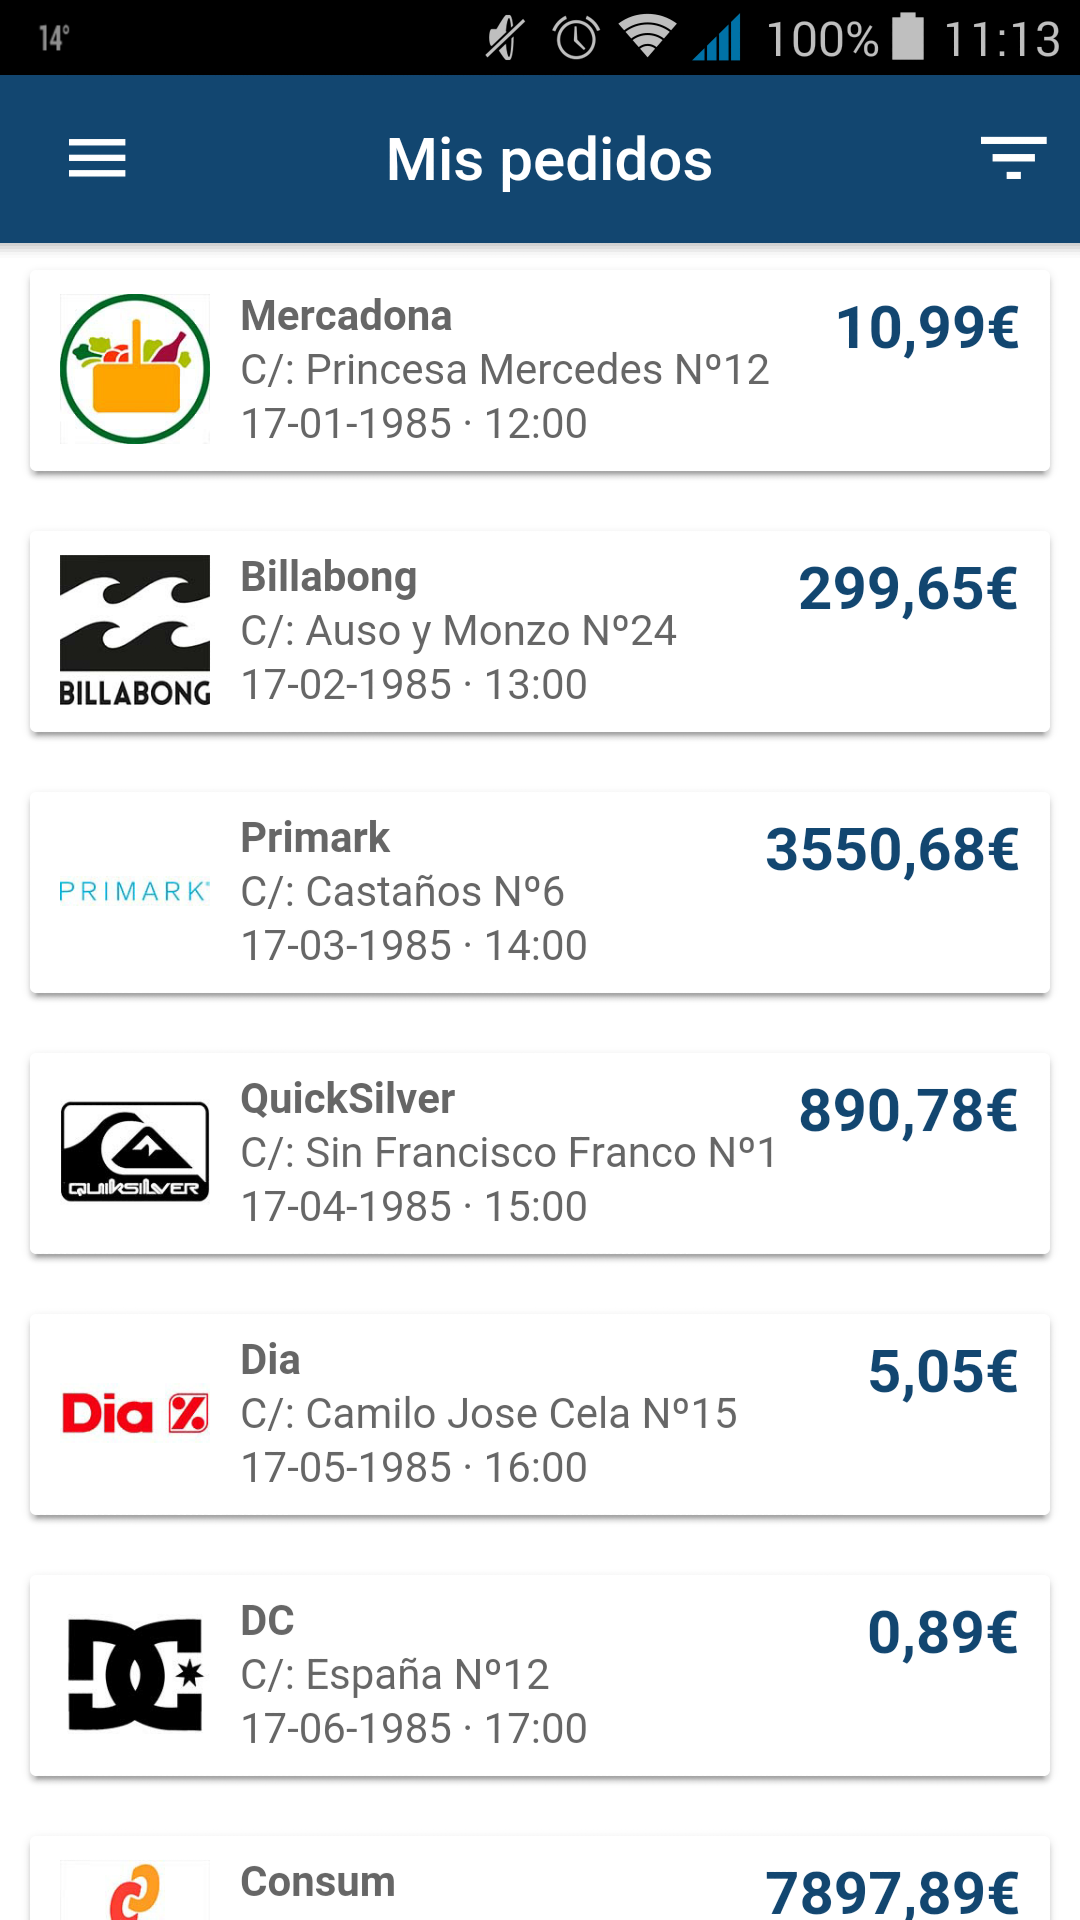 14°
100% 11:13
Mis pedidos
Mercadona
10,99€
C/: Princesa Mercedes Nº12
17-01-1985 · 12:00
BILLABONG
Billabong
299,65€
C/: Auso y Monzo Nº24
17-02-1985 · 13:00
PRIMARK®
Primark
3550,68€
C/: Castaños Nº6
17-03-1985 · 14:00
QUIKSILVER
QuickSilver
890,78€
C/: Sin Francisco Franco Nº1
17-04-1985 · 15:00
Dia %
Dia
5,05€
C/: Camilo Jose Cela Nº15
17-05-1985 · 16:00
DC
DC
0,89€
C/: España Nº12
17-06-1985 · 17:00
Consum
7897,89€